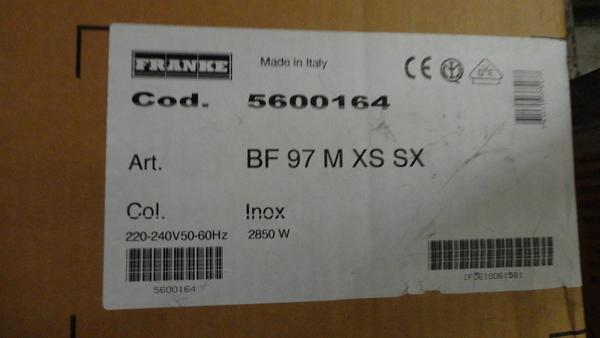 FRANKE
Made in Italy
CE
Cod. 5600164
Art. BF 97 M XS SX
Col. Inox
220-240V50-60Hz 2850 W
5600164